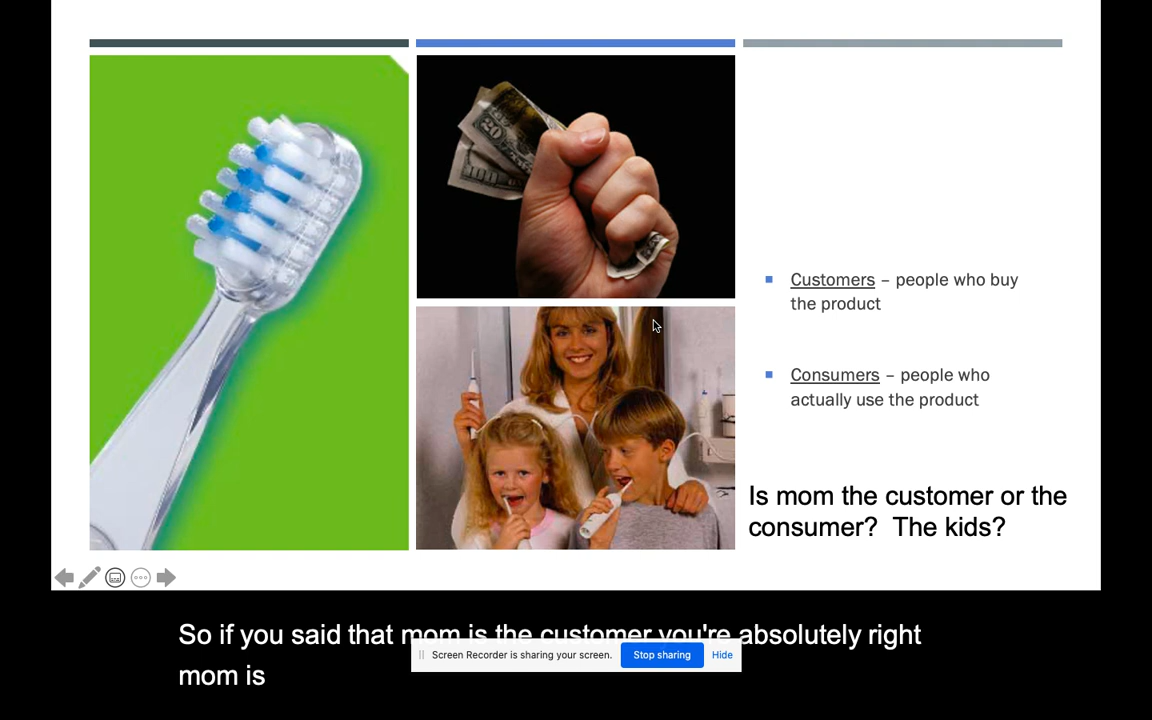 Customers – people who buy
the product
Consumers – people who
actually use the product
Is mom the customer or the
consumer?  The kids?
So if you said that mom is the customer you're absolutely right
mom is
Screen Recorder is sharing your screen.
Stop sharing
Hide
20